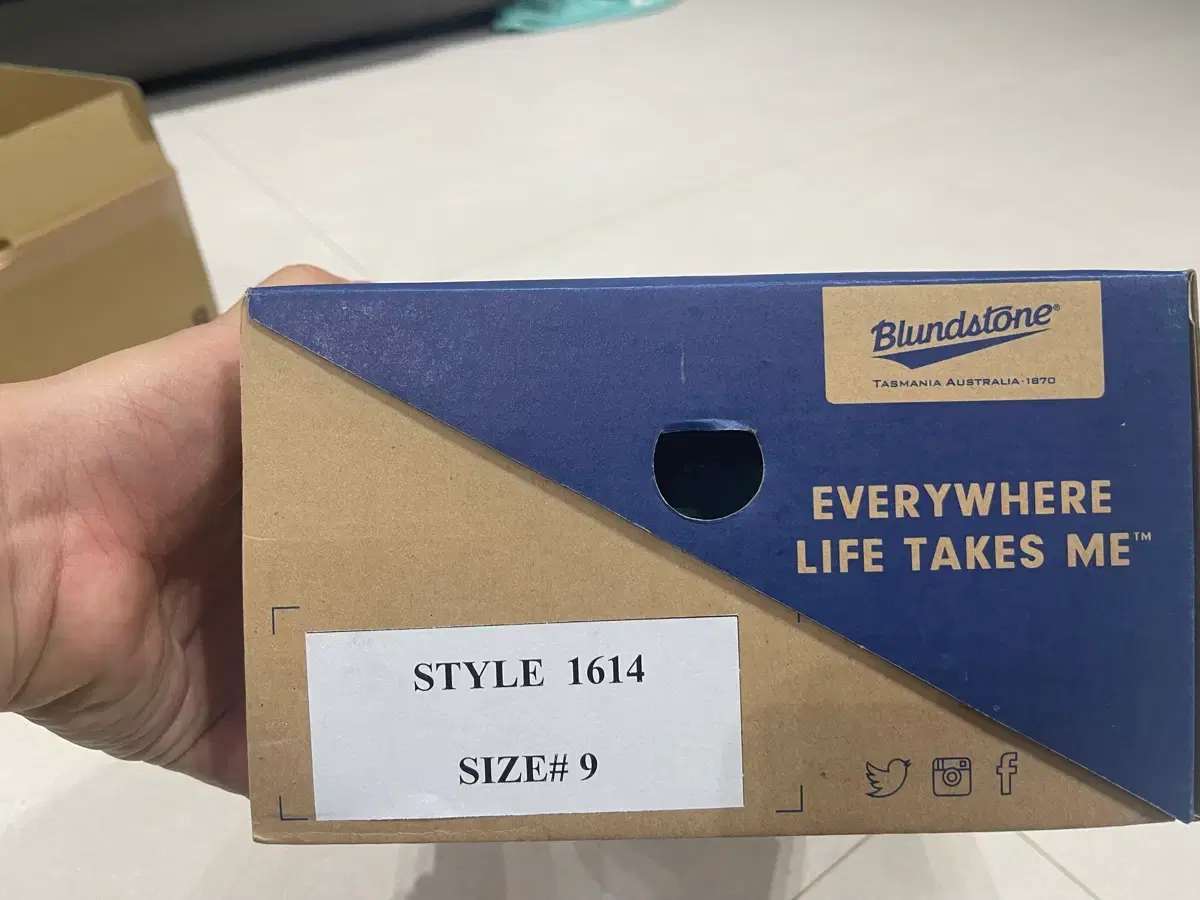 Blundstone®
TASMANIA AUSTRALIA·1870
EVERYWHERE
LIFE TAKES ME™
STYLE 1614
SIZE# 9